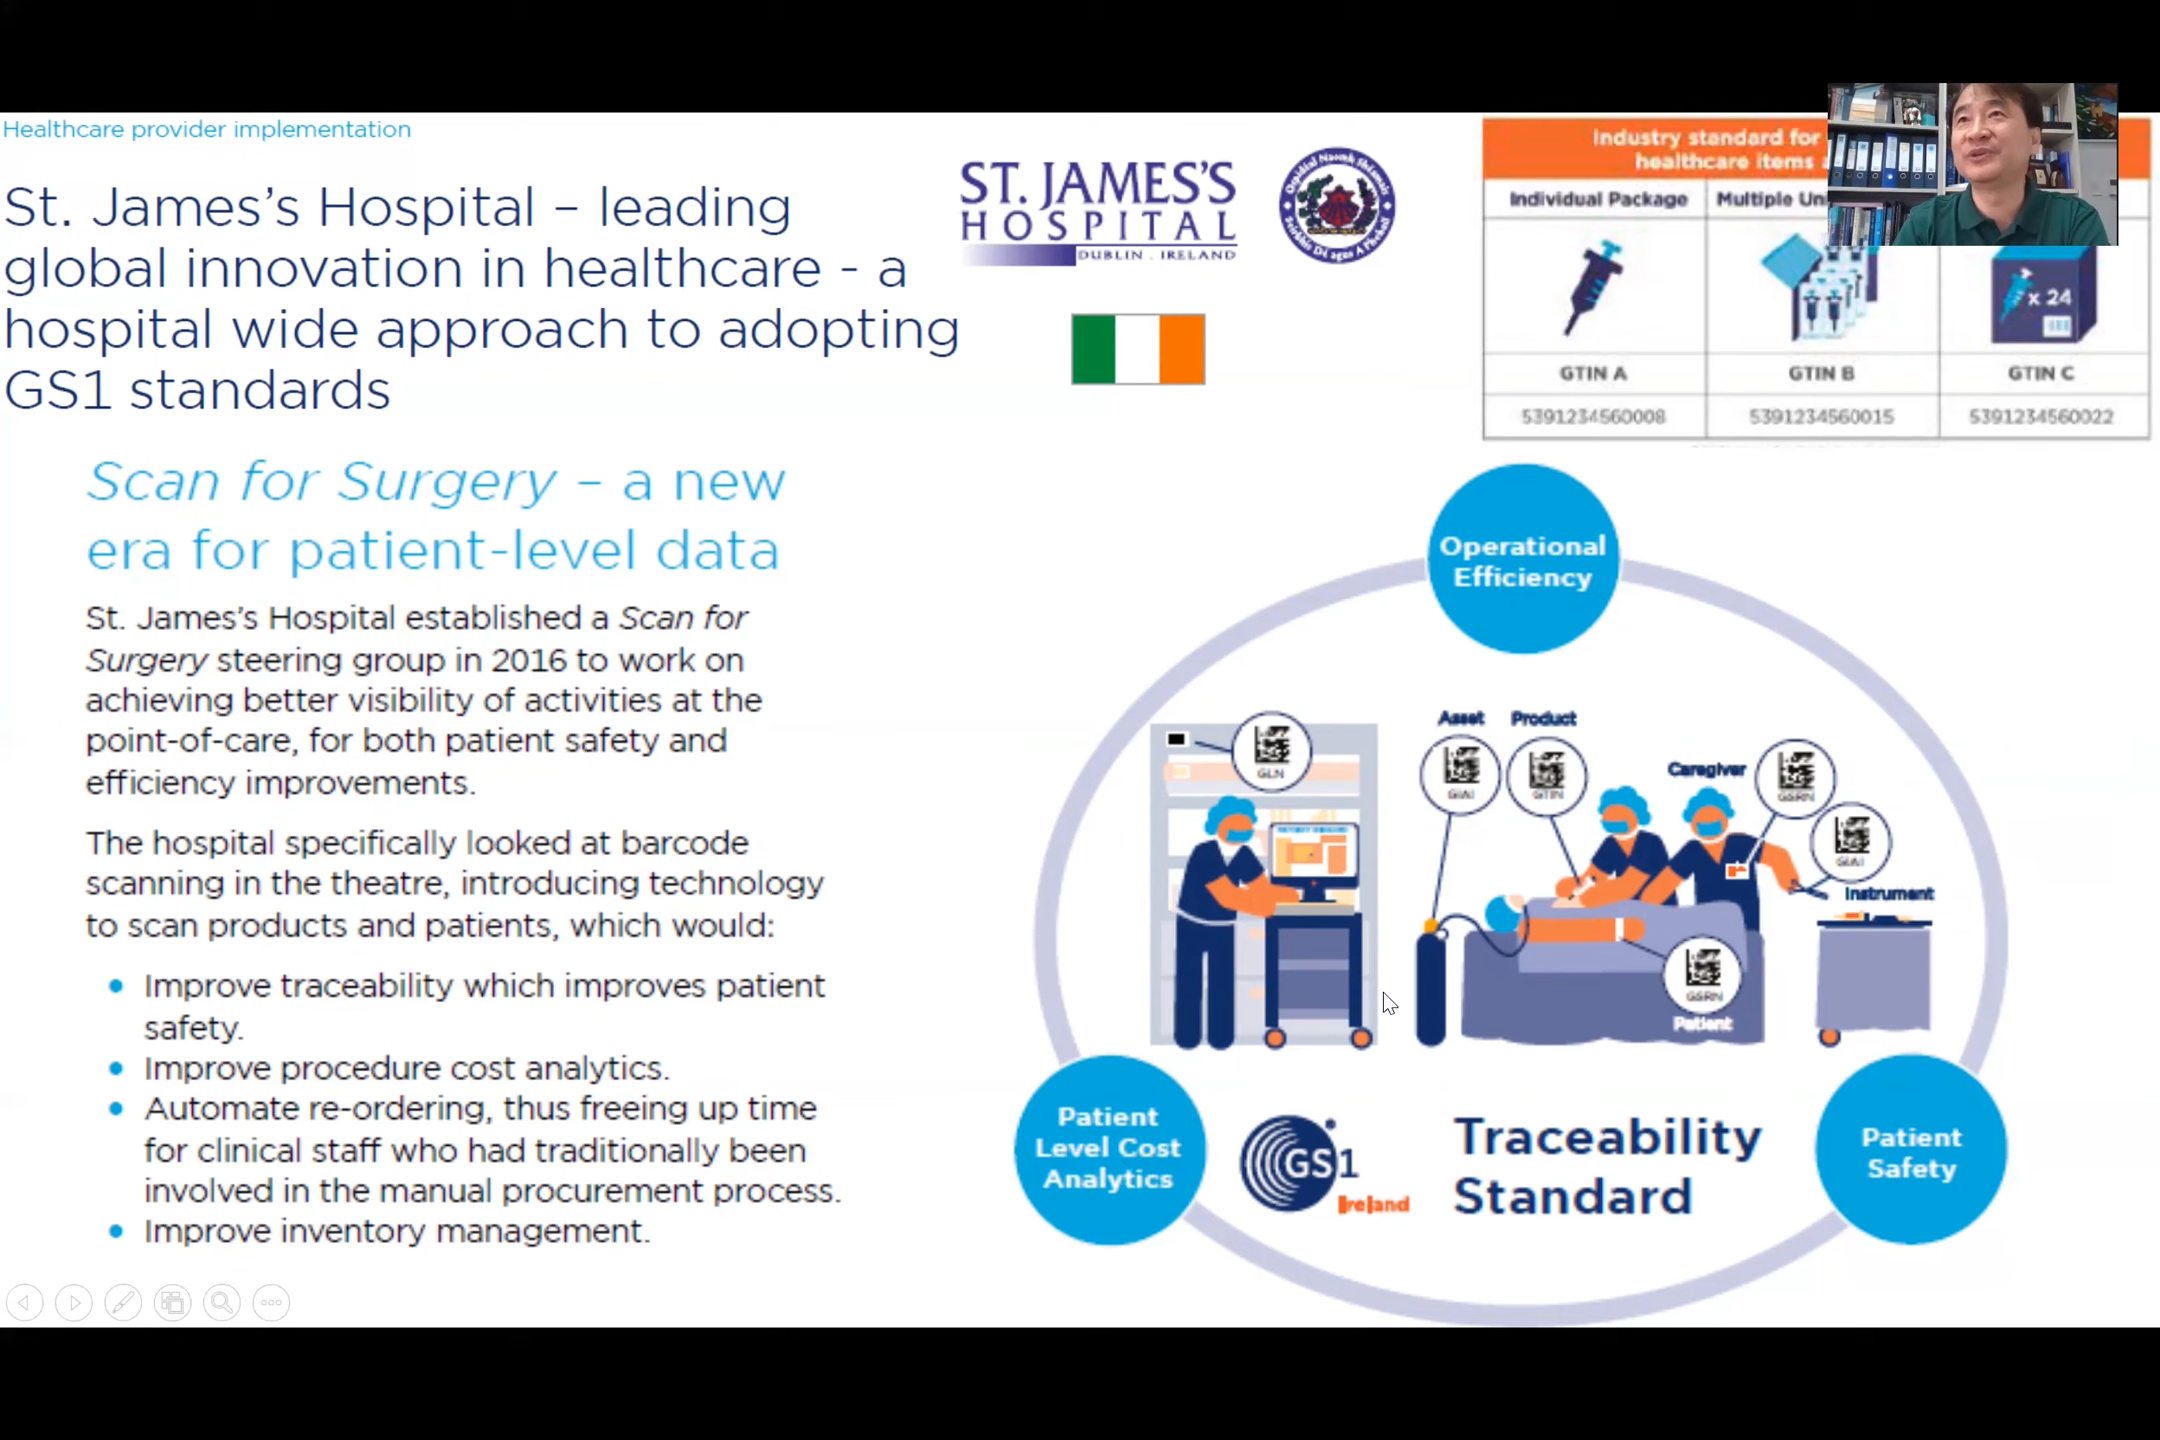 Healthcare provider implementation
St. James’s Hospital – leading
global innovation in healthcare - a
hospital wide approach to adopting
GS1 standards
ST. JAMES’S
HOSPITAL
DUBLIN . IRELAND
Industry standard for
healthcare items
Individual Package
Multiple
x 24
GTIN A
GTIN B
GTIN C
5391234560008
5391234560015
5391234560022
Scan for Surgery – a new
era for patient-level data
St. James’s Hospital established a Scan for
Surgery steering group in 2016 to work on
achieving better visibility of activities at the
point-of-care, for both patient safety and
efficiency improvements.
The hospital specifically looked at barcode
scanning in the theatre, introducing technology
to scan products and patients, which would:
• Improve traceability which improves patient
safety.
• Improve procedure cost analytics.
• Automate re-ordering, thus freeing up time
for clinical staff who had traditionally been
involved in the manual procurement process.
• Improve inventory management.
Operational
Efficiency
GLN
Asset
GIAI
Product
GTIN
Caregiver
GSRN
GIAI
Instrument
GSRN
Patient
Patient
Level Cost
Analytics
GS1
Ireland
Traceability
Standard
Patient
Safety